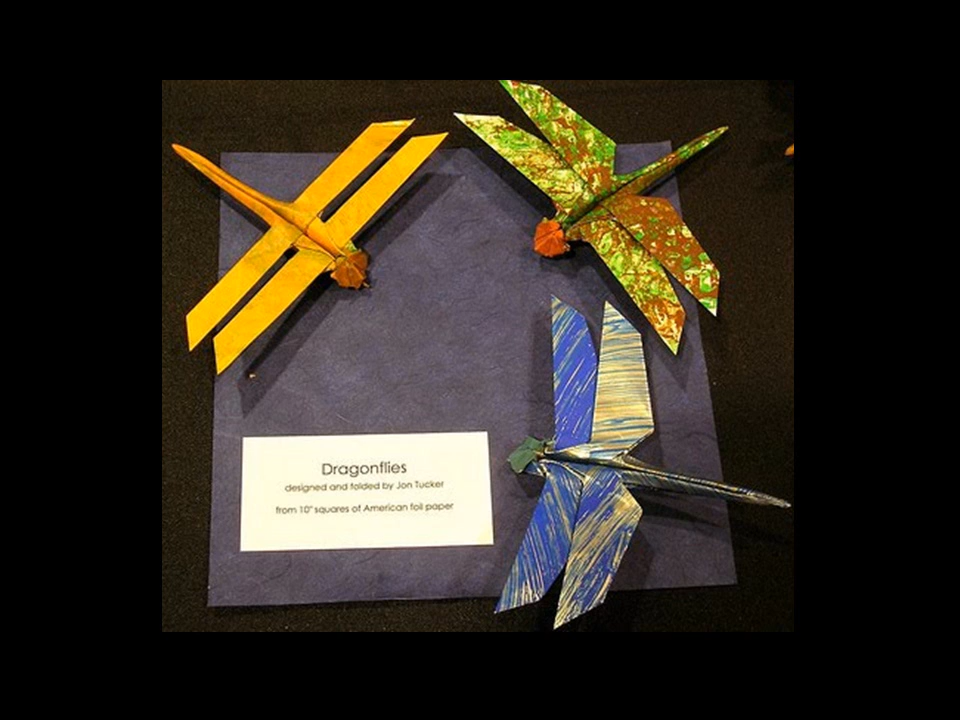 Dragonflies
designed and folded by Jon Tucker
from 10" squares of American foil paper